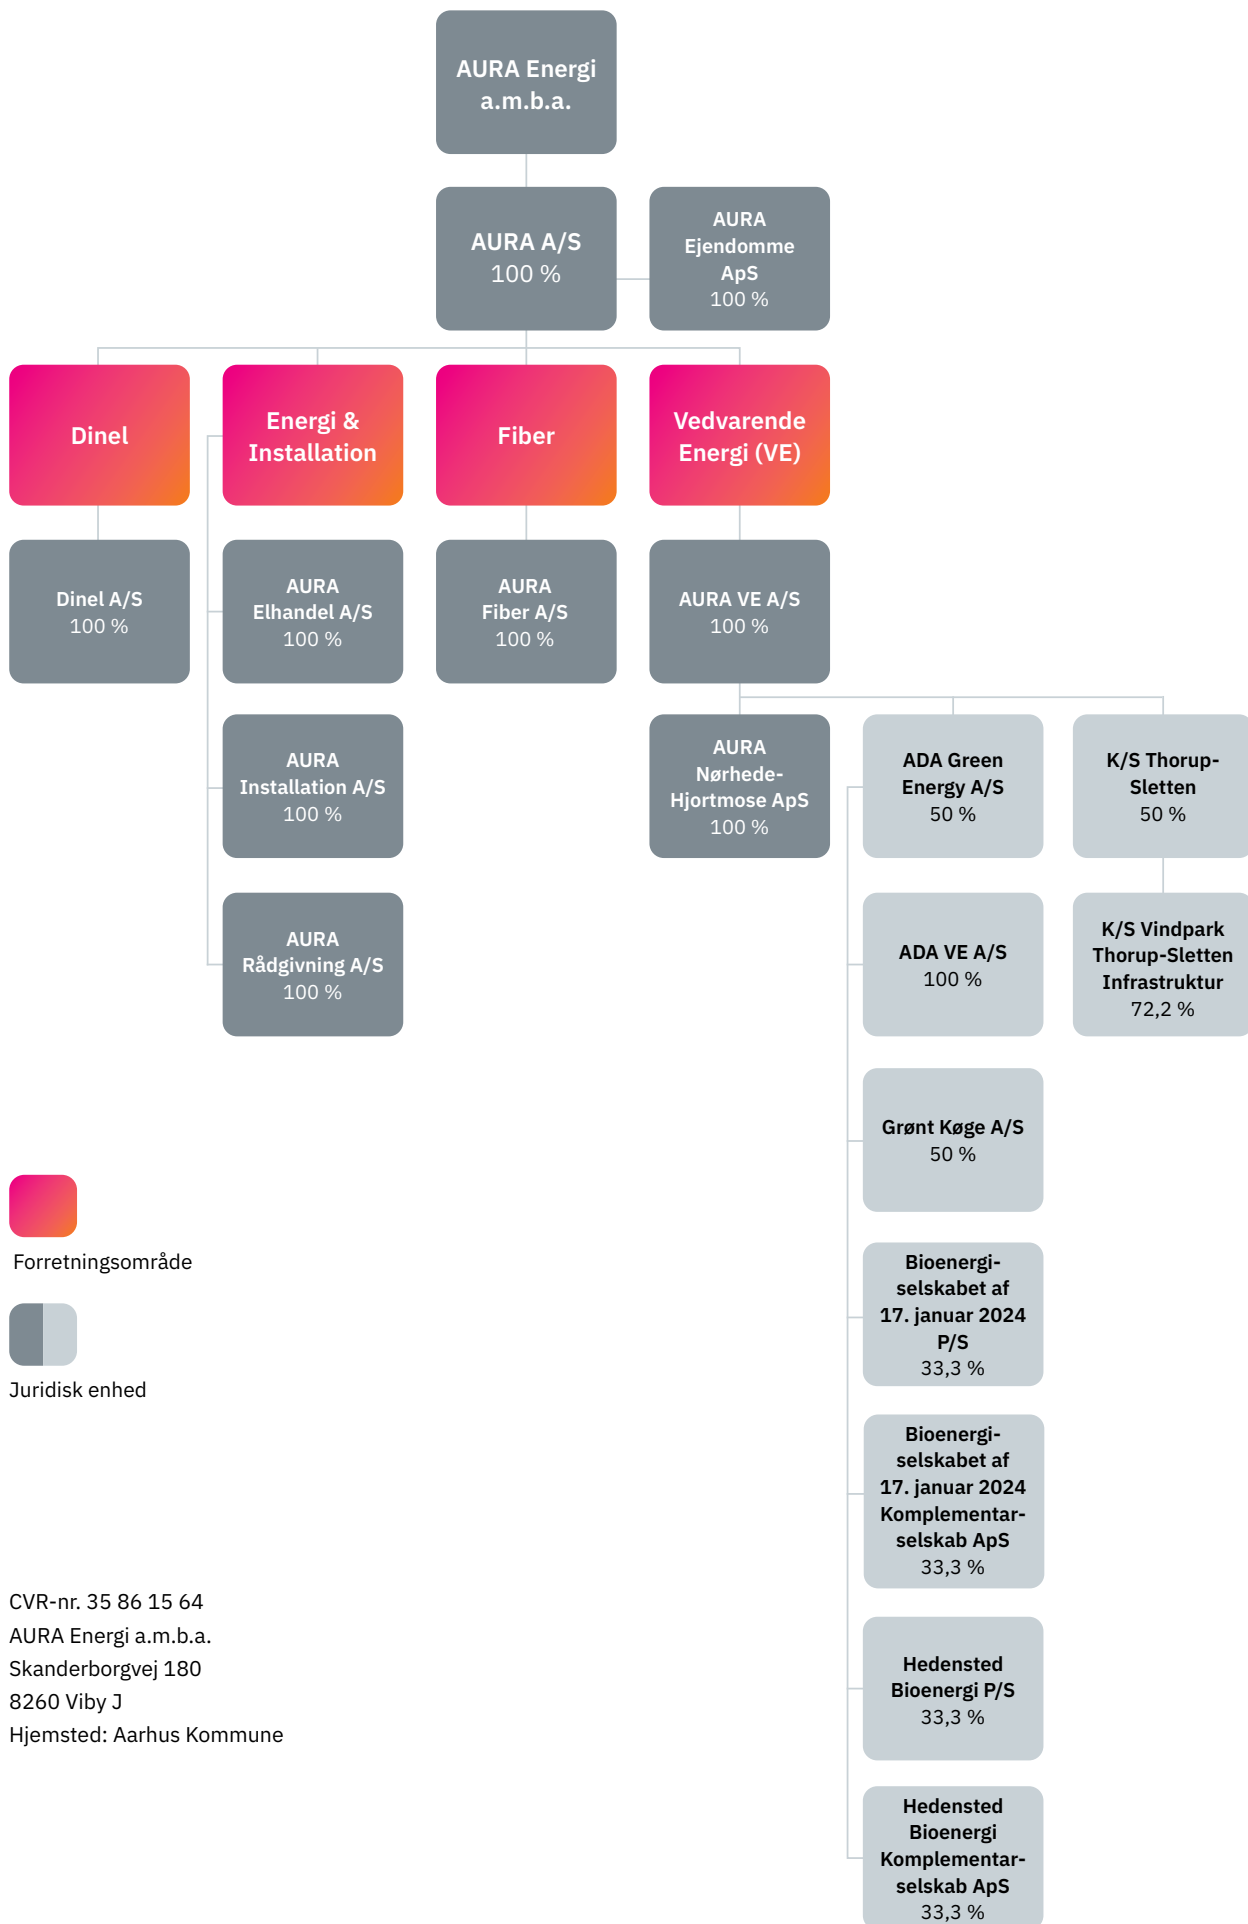 AURA Energi
a.m.b.a.
AURA A/S
100 %
AURA
Ejendomme
ApS
100 %
Dinel
Energi &
Installation
Fiber
Vedvarende
Energi (VE)
Dinel A/S
100 %
AURA
Elhandel A/S
100 %
AURA
Fiber A/S
100 %
AURA VE A/S
100 %
AURA
Installation A/S
100 %
AURA
Nørhede-
Hjortmose ApS
100 %
ADA Green
Energy A/S
50 %
K/S Thorup-
Sletten
50 %
AURA
Rådgivning A/S
100 %
ADA VE A/S
100 %
K/S Vindpark
Thorup-Sletten
Infrastruktur
72,2 %
Grønt Køge A/S
50 %
Bioenergi-
selskabet af
17. januar 2024
P/S
33,3 %
Bioenergi-
selskabet af
17. januar 2024
Komplementar-
selskab ApS
33,3 %
Hedensted
Bioenergi P/S
33,3 %
Hedensted
Bioenergi
Komplementar-
selskab ApS
33,3 %
Forretningsområde
Juridisk enhed
CVR-nr. 35 86 15 64
AURA Energi a.m.b.a.
Skanderborgvej 180
8260 Viby J
Hjemsted: Aarhus Kommune